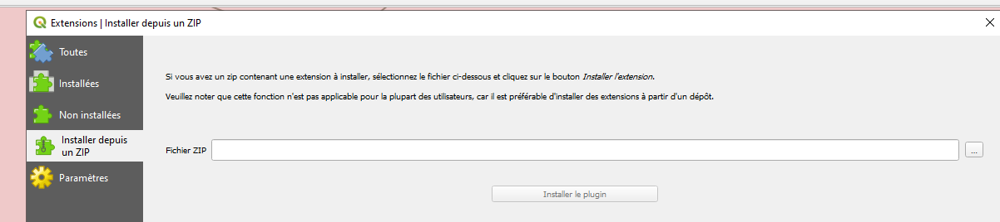 Extensions | Installer depuis un ZIP
Toutes
Installées
Non installées
Installer depuis
un ZIP
Paramètres
Si vous avez un zip contenant une extension à installer, sélectionnez le fichier ci-dessous et cliquez sur le bouton Installer l'extension.
Veuillez noter que cette fonction n'est pas applicable pour la plupart des utilisateurs, car il est préférable d'installer des extensions à partir d'un dépôt.
Fichier ZIP
...
Installer le plugin